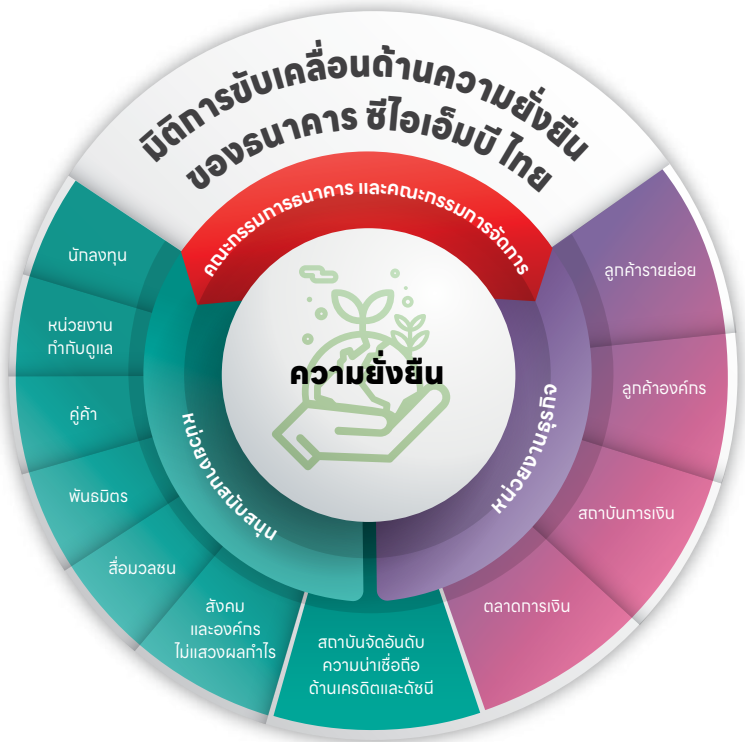 มิติการขับเคลื่อนด้านความยั่งยืน
ของธนาคาร ซีไอเอ็มบี ไทย
คณะกรรมการธนาคาร และคณะกรรมการจัดการ
ความยั่งยืน
หน่วยงานสนับสนุน
หน่วยงานธุรกิจ
นักลงทุน
หน่วยงาน
กำกับดูแล
คู่ค้า
พันธมิตร
สื่อมวลชน
สังคม
และองค์กร
ไม่แสวงผลกำไร
สถาบันจัดอันดับ
ความน่าเชื่อถือ
ด้านเครดิตและดัชนี
ตลาดการเงิน
สถาบันการเงิน
ลูกค้าองค์กร
ลูกค้ารายย่อย